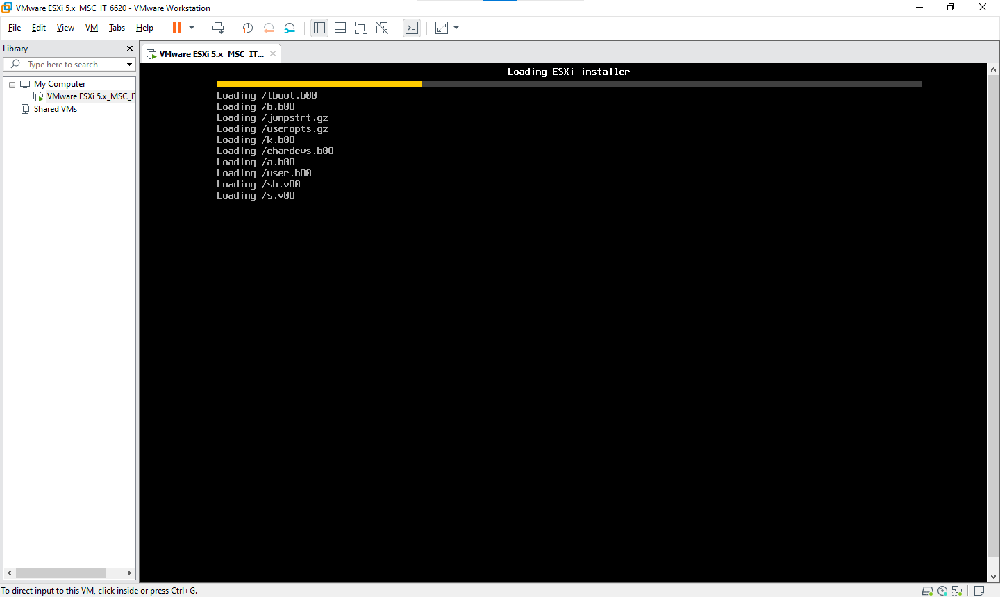 VMware ESXi 5.x_MSC_IT_6620 - VMware Workstation
File Edit View VM Tabs Help
Library
Type here to search
My Computer
VMware ESXi 5.x_MSC_I
Shared VMs
VMware ESXi 5.x_MSC_IT...
Loading ESXi installer
Loading /tboot.b00
Loading /b.b00
Loading /jumpstrt.gz
Loading /useropts.gz
Loading /k.b00
Loading /chardevs.b00
Loading /a.b00
Loading /user.b00
Loading /sb.v00
Loading /s.v00
To direct input to this VM, click inside or press Ctrl+G.